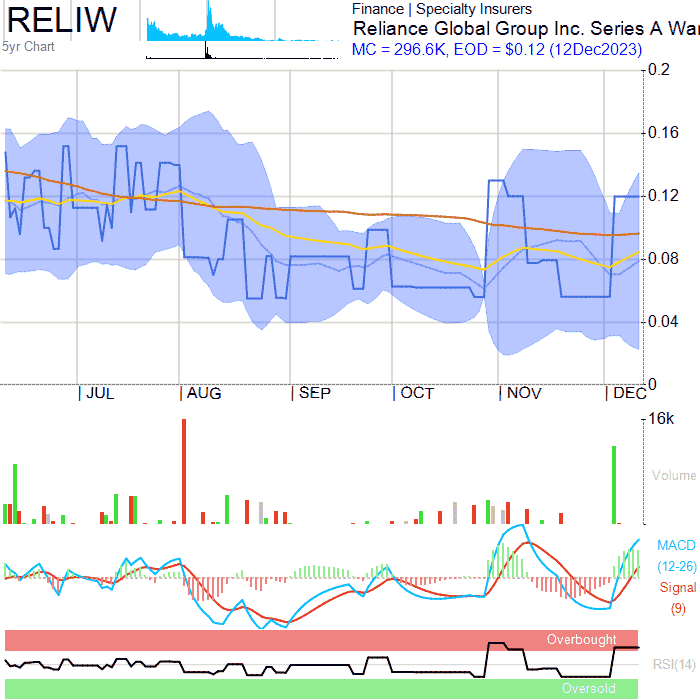 RELIW
5yr Chart
Finance | Specialty Insurers
Reliance Global Group Inc. Series A War
MC = 296.6K, EOD = $0.12 (12Dec2023)
0.2
0.16
0.12
0.08
0.04
0
| JUL | AUG | SEP | OCT | NOV | DEC
16k
Volume
MACD
(12-26)
Signal
(9)
Overbought
RSI(14)
Oversold